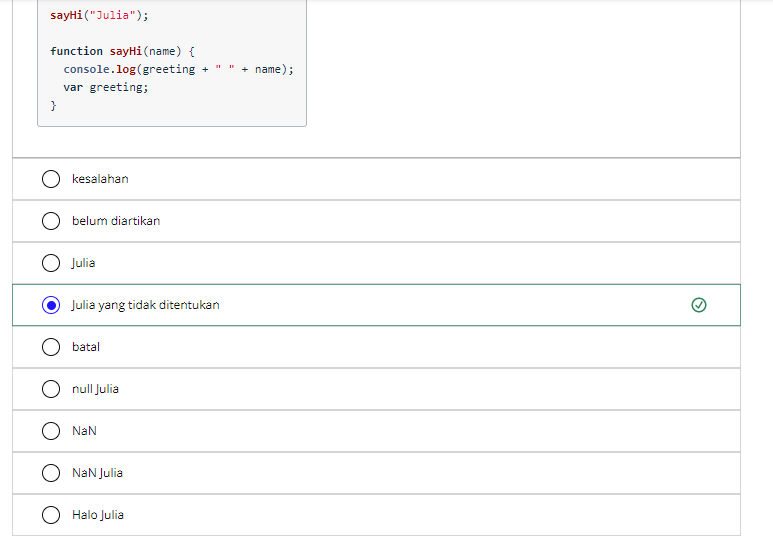 sayHi("Julia");
function sayHi(name) {
console.log(greeting + " " + name);
var greeting;
}
kesalahan
belum diartikan
Julia
Julia yang tidak ditentukan
batal
null Julia
NaN
NaN Julia
Halo Julia